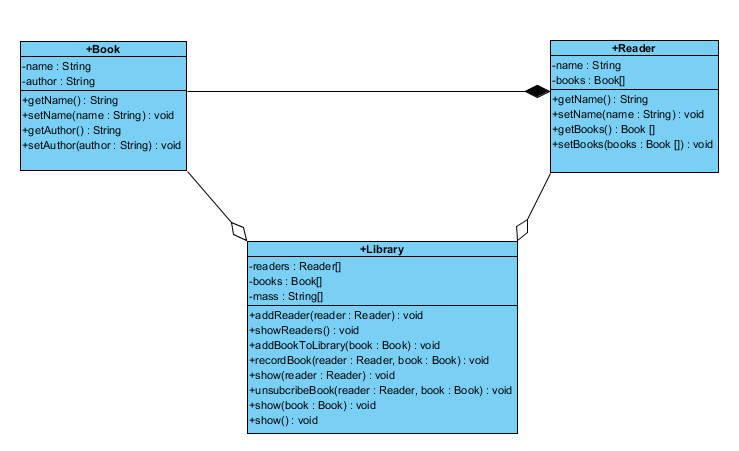 +Book
-name : String
-author : String
+getName() : String
+setName(name : String) : void
+getAuthor() : String
+setAuthor(author : String) : void
+Reader
-name : String
-books : Book[]
+getName() : String
+setName(name : String) : void
+getBooks() : Book []
+setBooks(books : Book []) : void
+Library
-readers : Reader[]
-books : Book[]
-mass : String[]
+addReader(reader : Reader) : void
+showReaders() : void
+addBookToLibrary(book : Book) : void
+recordBook(reader : Reader, book : Book) : void
+show(reader : Reader) : void
+unsubcribeBook(reader : Reader, book : Book) : void
+show(book : Book) : void
+show() : void